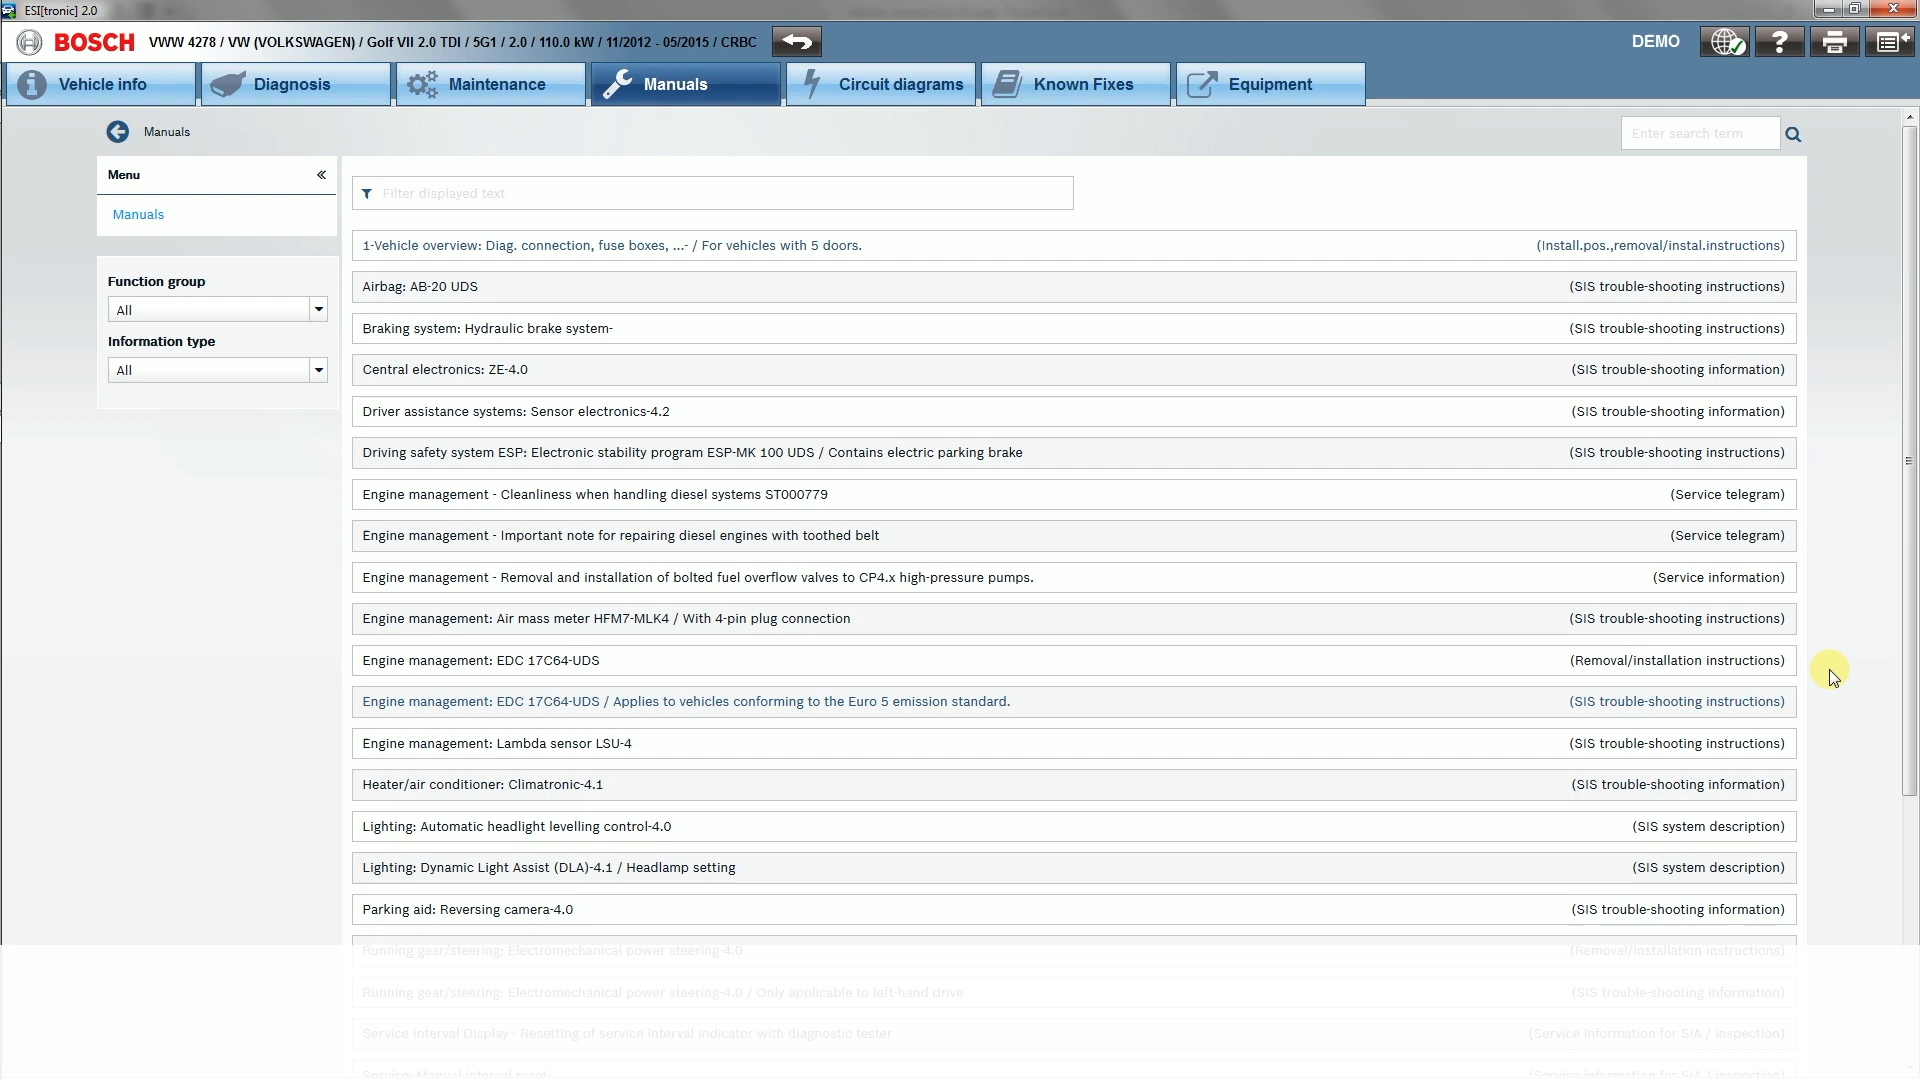 ESI[tronic] 2.0
BOSCH VWW 4278 / VW (VOLKSWAGEN) / Golf VII 2.0 TDI / 5G1 / 2.0 / 110.0 kW / 11/2012 - 05/2015 / CRBC DEMO ?
Vehicle info Diagnosis Maintenance Manuals Circuit diagrams Known Fixes Equipment
Manuals Enter search term
Menu «
Manuals
Function group
All
Information type
All
Filter displayed text
1-Vehicle overview: Diag. connection, fuse boxes, ...- / For vehicles with 5 doors. (Install.pos.,removal/instal.instructions)
Airbag: AB-20 UDS (SIS trouble-shooting instructions)
Braking system: Hydraulic brake system- (SIS trouble-shooting instructions)
Central electronics: ZE-4.0 (SIS trouble-shooting information)
Driver assistance systems: Sensor electronics-4.2 (SIS trouble-shooting information)
Driving safety system ESP: Electronic stability program ESP-MK 100 UDS / Contains electric parking brake (SIS trouble-shooting instructions)
Engine management - Cleanliness when handling diesel systems ST000779 (Service telegram)
Engine management - Important note for repairing diesel engines with toothed belt (Service telegram)
Engine management - Removal and installation of bolted fuel overflow valves to CP4.x high-pressure pumps. (Service information)
Engine management: Air mass meter HFM7-MLK4 / With 4-pin plug connection (SIS trouble-shooting instructions)
Engine management: EDC 17C64-UDS (Removal/installation instructions)
Engine management: EDC 17C64-UDS / Applies to vehicles conforming to the Euro 5 emission standard. (SIS trouble-shooting instructions)
Engine management: Lambda sensor LSU-4 (SIS trouble-shooting instructions)
Heater/air conditioner: Climatronic-4.1 (SIS trouble-shooting information)
Lighting: Automatic headlight levelling control-4.0 (SIS system description)
Lighting: Dynamic Light Assist (DLA)-4.1 / Headlamp setting (SIS system description)
Parking aid: Reversing camera-4.0 (SIS trouble-shooting information)
Running gear/steering: Electromechanical power steering-4.0 (Removal/installation instructions)
Running gear/steering: Electromechanical power steering-4.0 / Only applicable to left-hand drive (SIS trouble-shooting information)
Service Interval Display - Resetting of service interval indicator with diagnostic tester (Service information for SIA / inspection)
Service: Manual interval reset- (Service information for SIA / inspection)